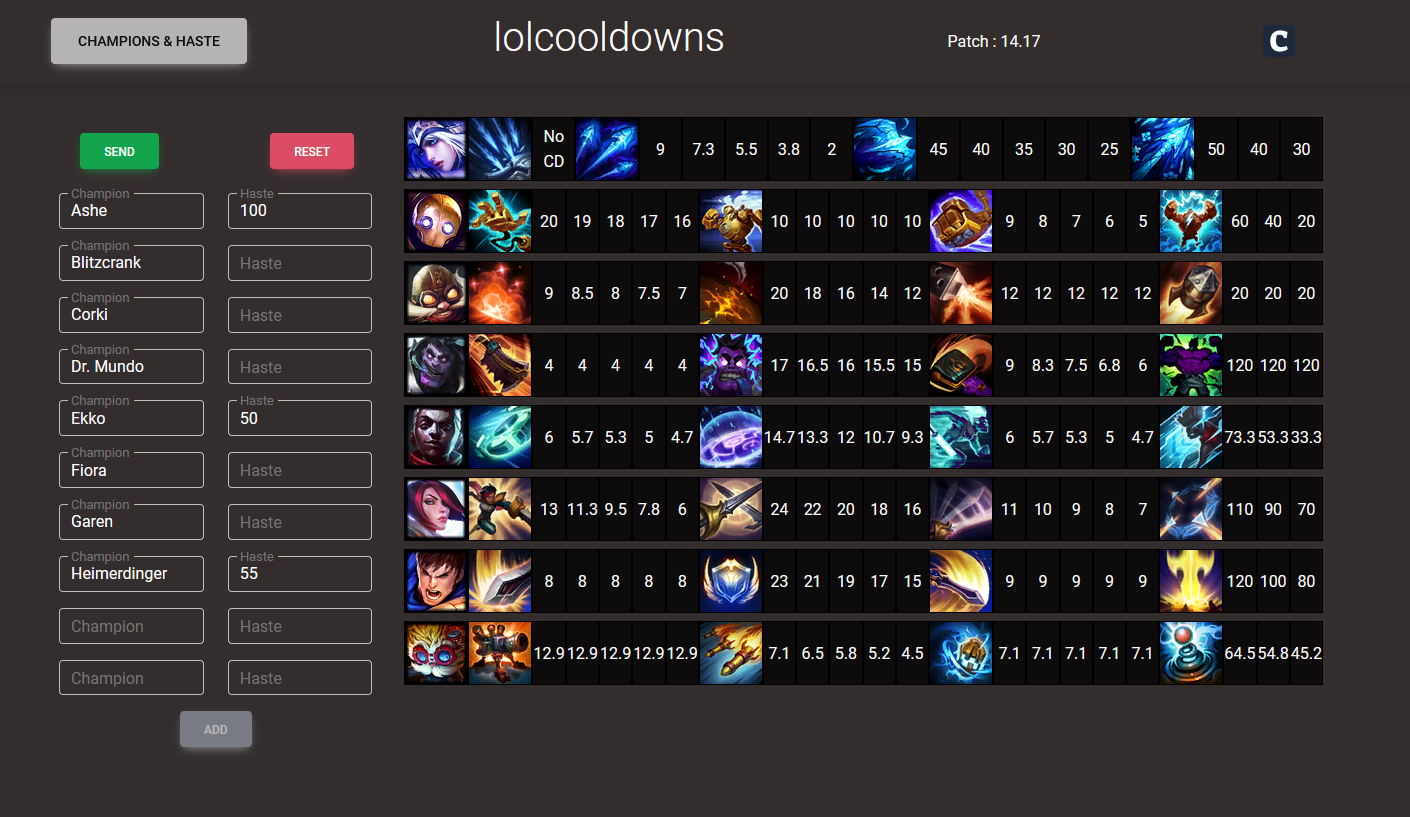 CHAMPIONS & HASTE
lolcooldowns
Patch : 14.17
C
SEND
RESET
Champion Haste
Ashe 100
Champion
Blitzcrank Haste
Champion
Corki Haste
Champion
Dr. Mundo Haste
Champion Haste
Ekko 50
Champion
Fiora Haste
Champion
Garen Haste
Champion Haste
Heimerdinger 55
Champion Haste
Champion Haste
ADD
No
CD 9 7.3 5.5 3.8 2 45 40 35 30 25 50 40 30
20 19 18 17 16 10 10 10 10 10 9 8 7 6 5 60 40 20
9 8.5 8 7.5 7 20 18 16 14 12 12 12 12 12 12 20 20 20
4 4 4 4 4 17 16.5 16 15.5 15 9 8.3 7.5 6.8 6 120 120 120
6 5.7 5.3 5 4.7 14.7 13.3 12 10.7 9.3 6 5.7 5.3 5 4.7 73.3 53.3 33.3
13 11.3 9.5 7.8 6 24 22 20 18 16 11 10 9 8 7 110 90 70
8 8 8 8 8 23 21 19 17 15 9 9 9 9 9 120 100 80
12.9 12.9 12.9 12.9 12.9 7.1 6.5 5.8 5.2 4.5 7.1 7.1 7.1 7.1 7.1 64.5 54.8 45.2